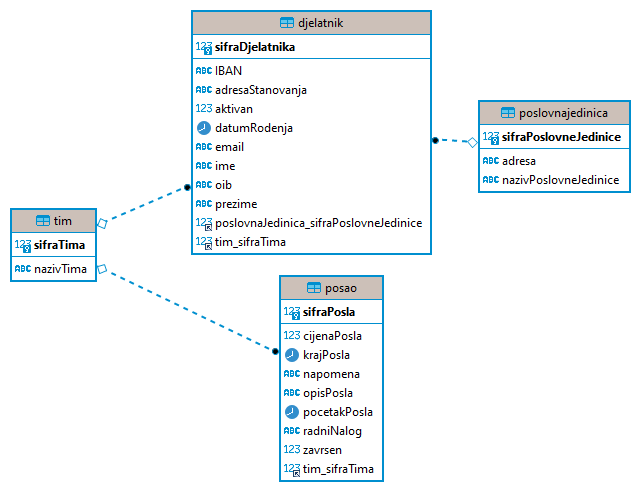 djelatnik
123 sifraDjelatnika
ABC IBAN
ABC adresaStanovanja
123 aktivan
datumRodenja
ABC email
ABC ime
ABC oib
ABC prezime
123 poslovnaJedinica_sifraPoslovneJedinice
123 tim_sifraTima
poslovnajedinica
123 sifraPoslovneJedinice
ABC adresa
ABC nazivPoslovneJedinice
tim
123 sifraTima
ABC nazivTima
posao
123 sifraPosla
123 cijenaPosla
krajPosla
ABC napomena
ABC opisPosla
pocetakPosla
ABC radniNalog
123 zavrsen
123 tim_sifraTima